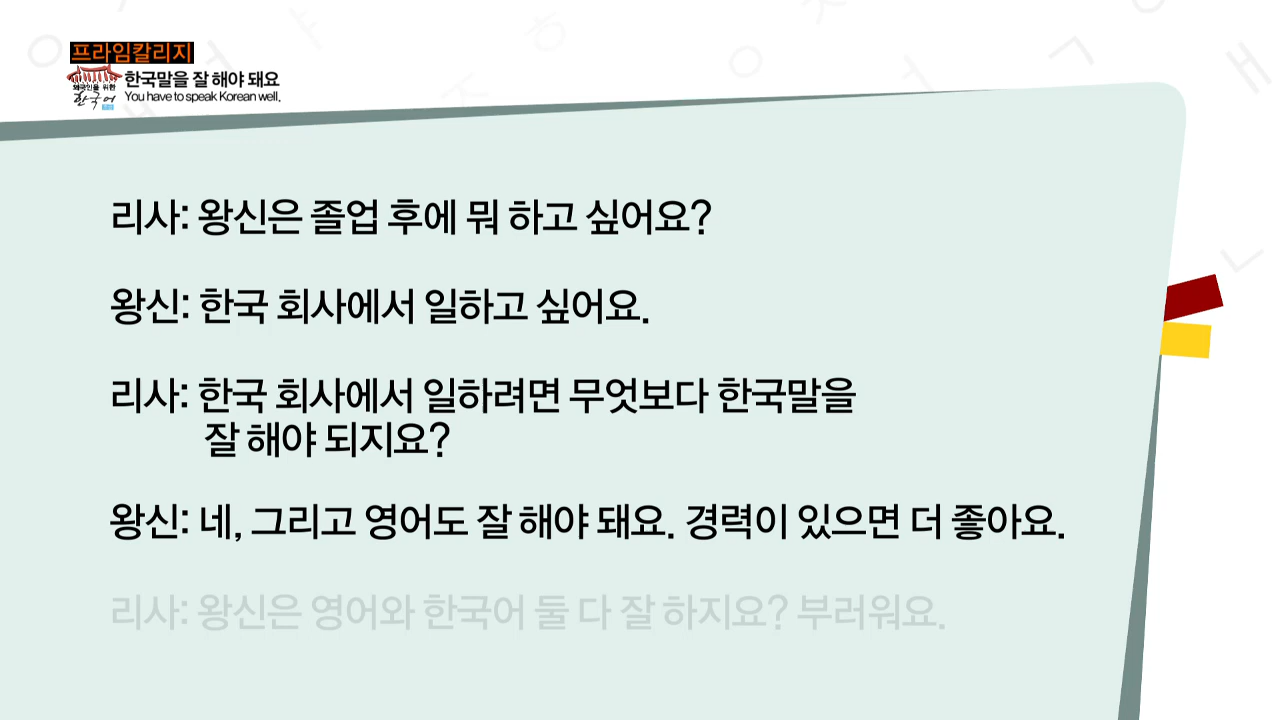 프라임칼리지
외국인을 위한
한국어
한국말을 잘 해야 돼요
You have to speak Korean well.
리사: 왕신은 졸업 후에 뭐 하고 싶어요?
왕신: 한국 회사에서 일하고 싶어요.
리사: 한국 회사에서 일하려면 무엇보다 한국말을
잘 해야 되지요?
왕신: 네, 그리고 영어도 잘 해야 돼요. 경력이 있으면 더 좋아요.
리사: 왕신은 영어와 한국어 둘 다 잘 하지요? 부러워요.